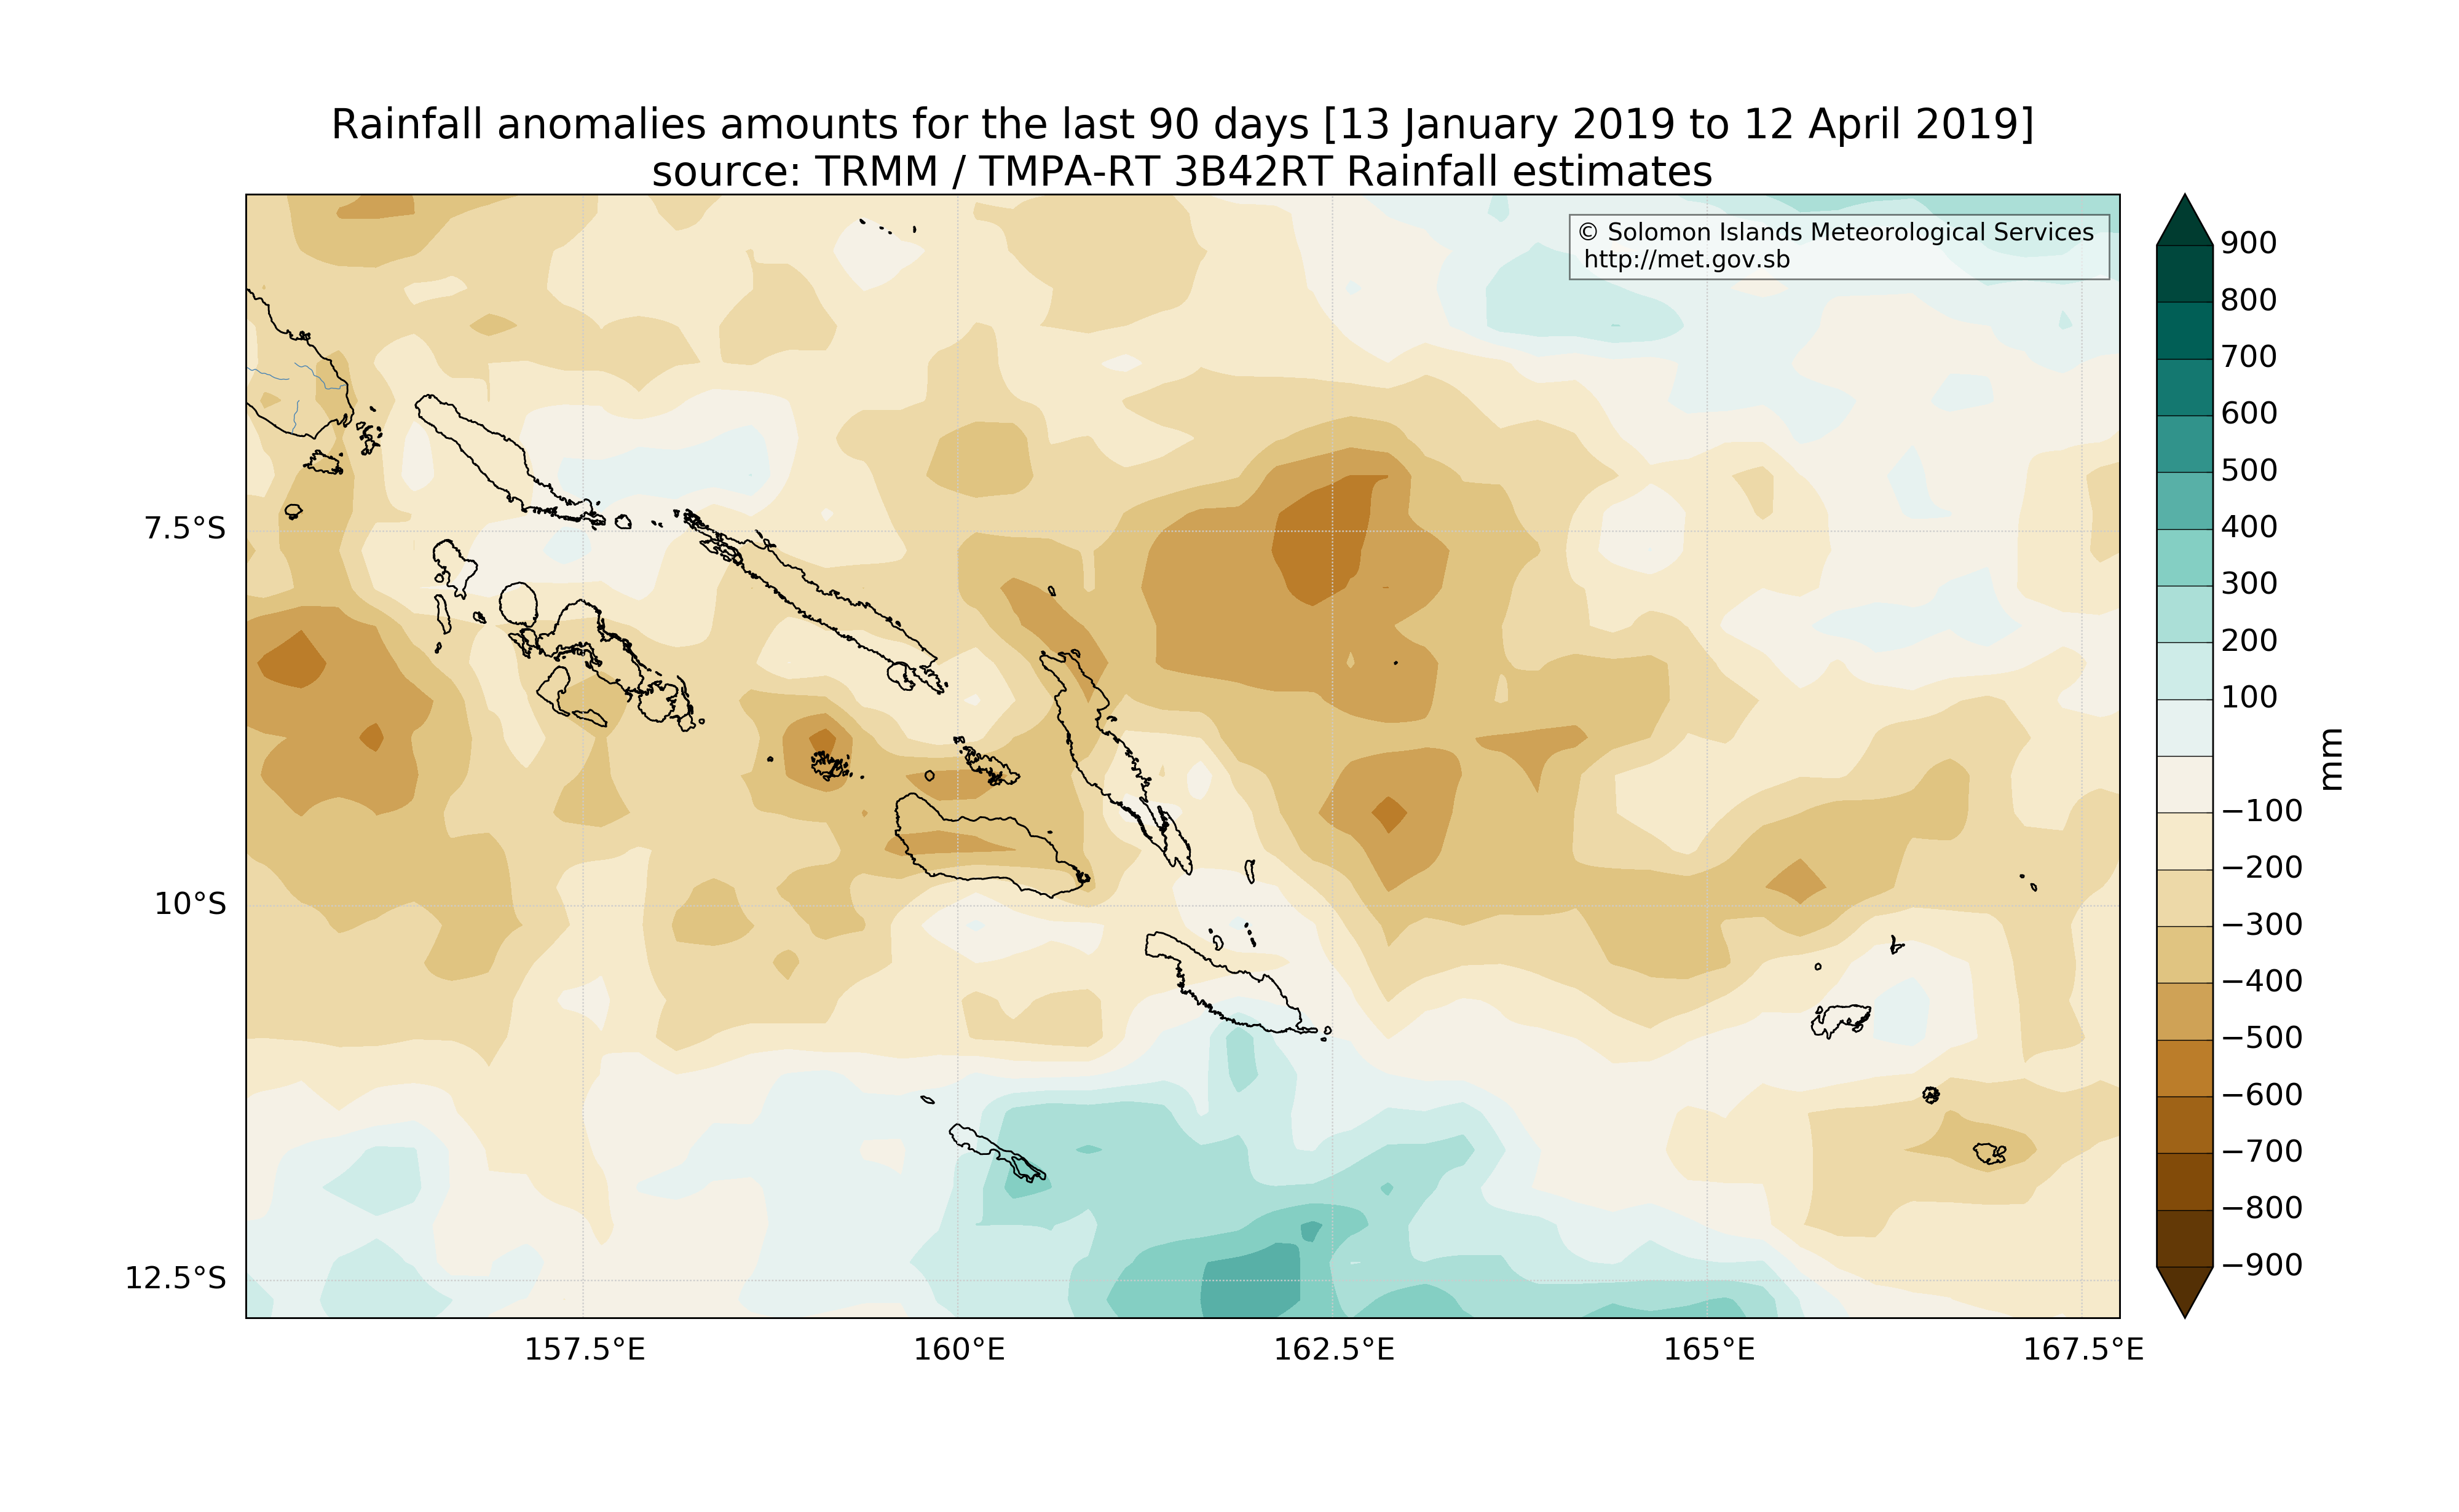 Rainfall anomalies amounts for the last 90 days [13 January 2019 to 12 April 2019]
source: TRMM / TMPA-RT 3B42RT Rainfall estimates
© Solomon Islands Meteorological Services
http://met.gov.sb
7.5°S
10°S
12.5°S
157.5°E
160°E
162.5°E
165°E
167.5°E
900
800
700
600
500
400
300
200
100
−100
−200
−300
−400
−500
−600
−700
−800
−900
mm